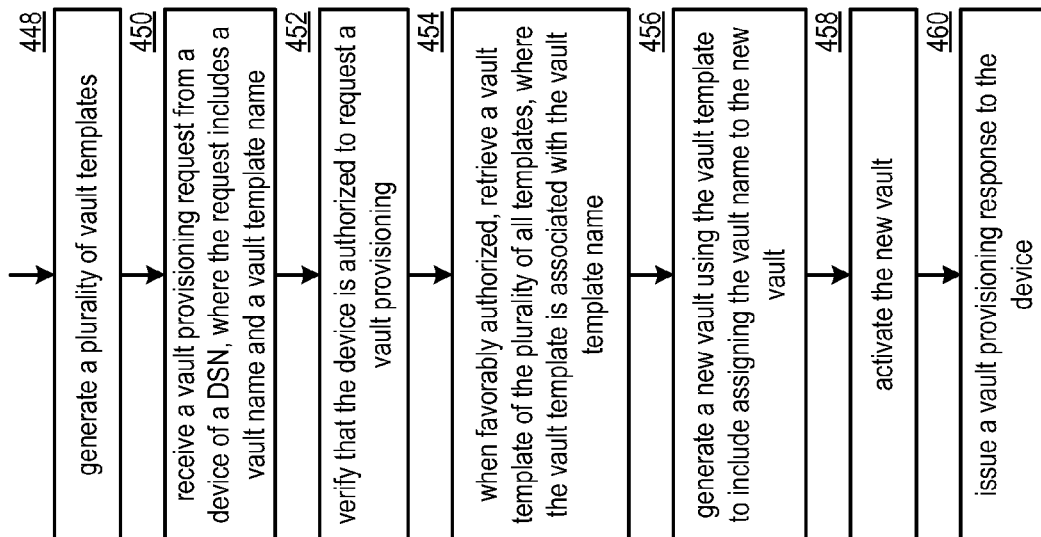 448
generate a plurality of vault templates
450
receive a vault provisioning request from a
device of a DSN, where the request includes a
vault name and a vault template name
452
verify that the device is authorized to request a
vault provisioning
454
when favorably authorized, retrieve a vault
template of the plurality of all templates, where
the vault template is associated with the vault
template name
456
generate a new vault using the vault template
to include assigning the vault name to the new
vault
458
activate the new vault
460
issue a vault provisioning response to the
device